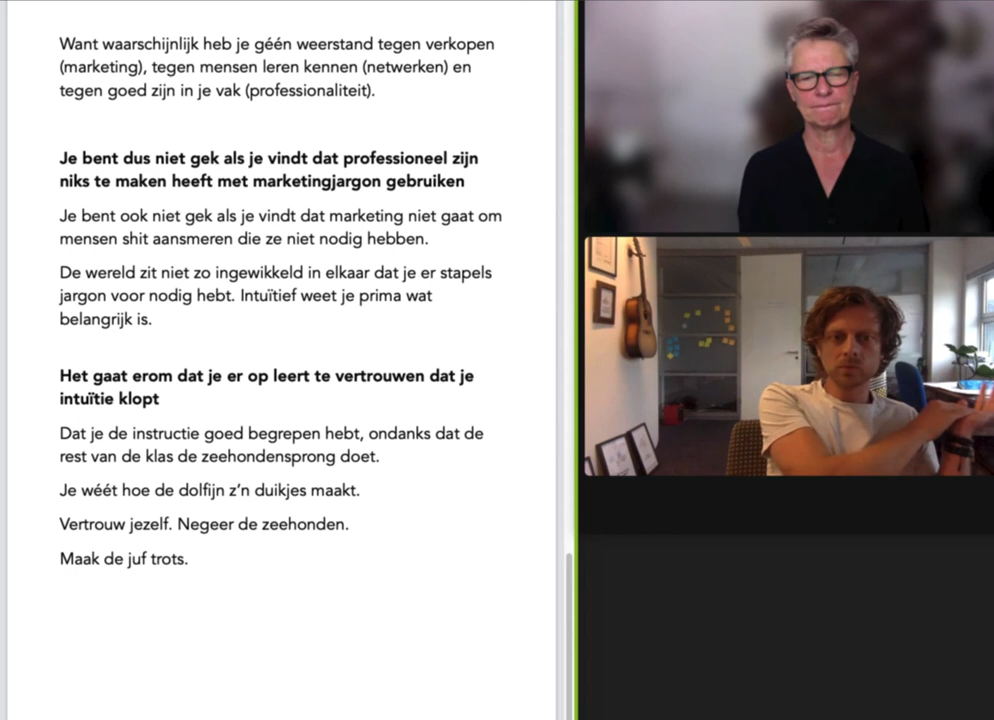 Want waarschijnlijk heb je géén weerstand tegen verkopen
(marketing), tegen mensen leren kennen (netwerken) en
tegen goed zijn in je vak (professionaliteit).
Je bent dus niet gek als je vindt dat professioneel zijn
niks te maken heeft met marketingjargon gebruiken
Je bent ook niet gek als je vindt dat marketing niet gaat om
mensen shit aansmeren die ze niet nodig hebben.
De wereld zit niet zo ingewikkeld in elkaar dat je er stapels
jargon voor nodig hebt. Intuïtief weet je prima wat
belangrijk is.
Het gaat erom dat je er op leert te vertrouwen dat je
intuïtie klopt
Dat je de instructie goed begrepen hebt, ondanks dat de
rest van de klas de zeehondensprong doet.
Je wéét hoe de dolfijn z’n duikjes maakt.
Vertrouw jezelf. Negeer de zeehonden.
Maak de juf trots.